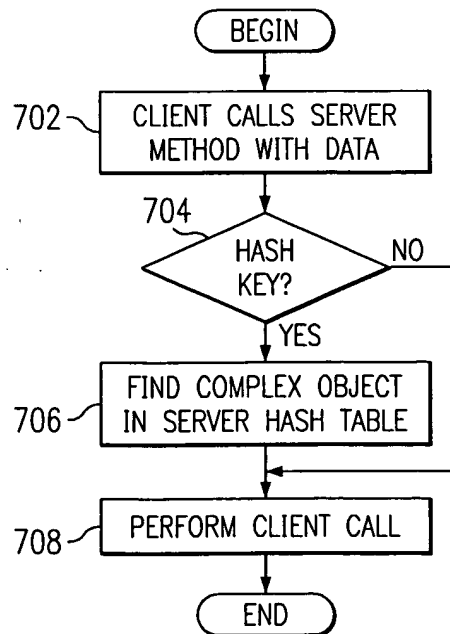 BEGIN
702
CLIENT CALLS SERVER
METHOD WITH DATA
704
HASH
KEY?
NO
YES
706
FIND COMPLEX OBJECT
IN SERVER HASH TABLE
708
PERFORM CLIENT CALL
END